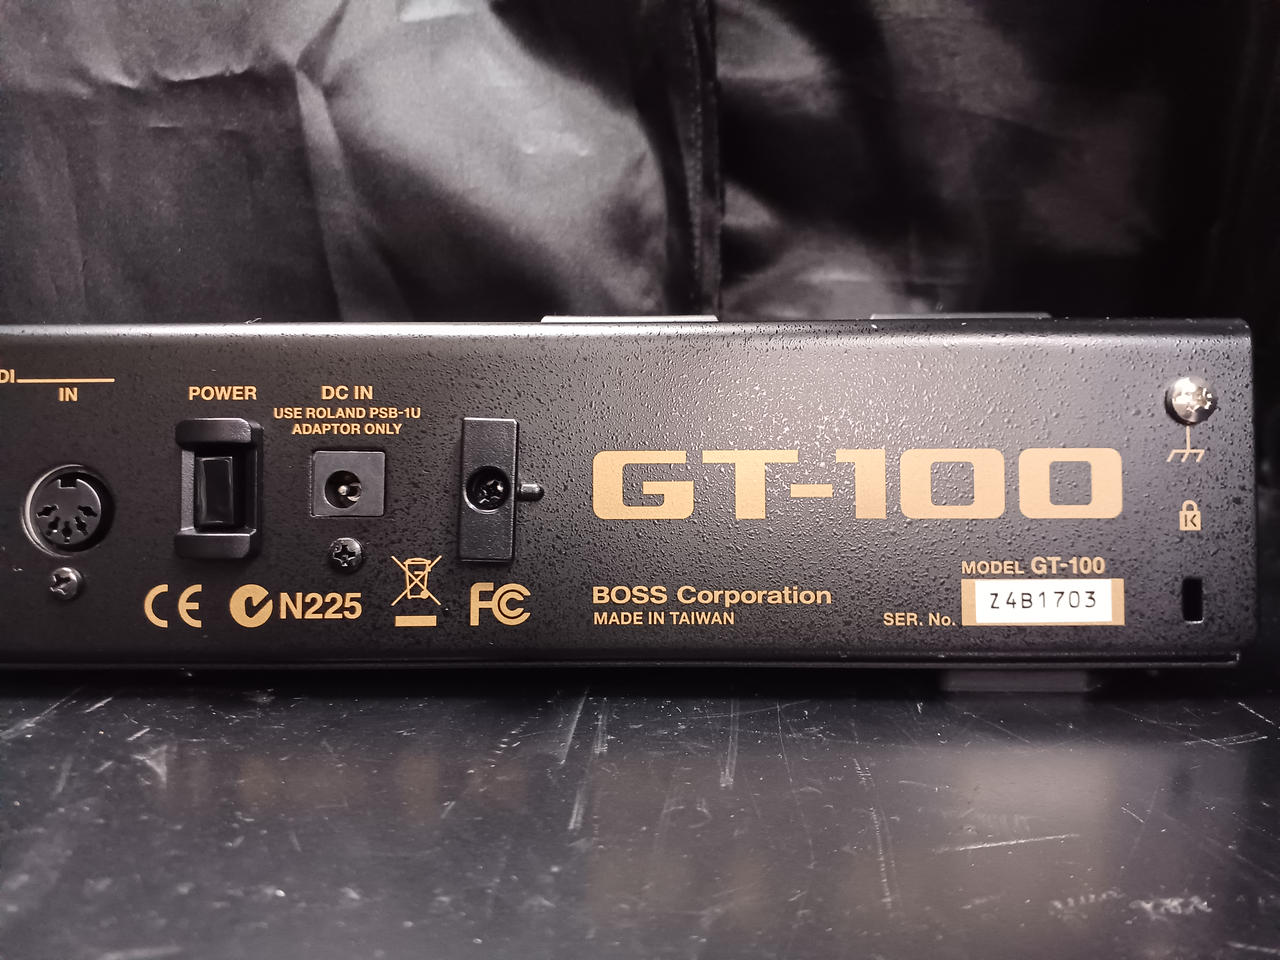 DI
IN
POWER
DC IN
USE ROLAND PSB-1U
ADAPTOR ONLY
GT-100
K
MODEL GT-100
CE
N225
FC
BOSS Corporation
MADE IN TAIWAN
SER. No.
Z4B1703